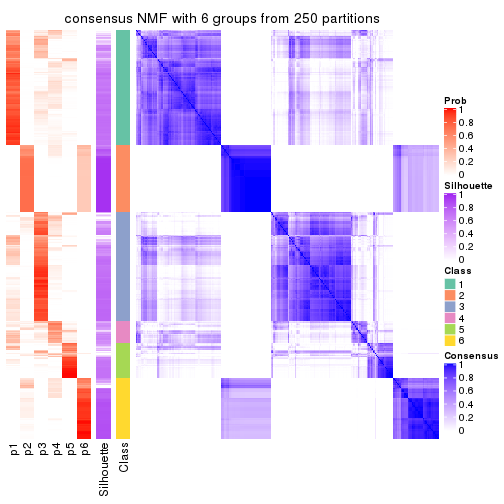 consensus NMF with 6 groups from 250 partitions
Prob
1
0.8
0.6
0.4
0.2
0
Silhouette
1
0.8
0.6
0.4
0.2
0
Class
1
2
3
4
5
6
Consensus
1
0.8
0.6
0.4
0.2
0
p1
p2
p3
p4
p5
p6
Silhouette
Class